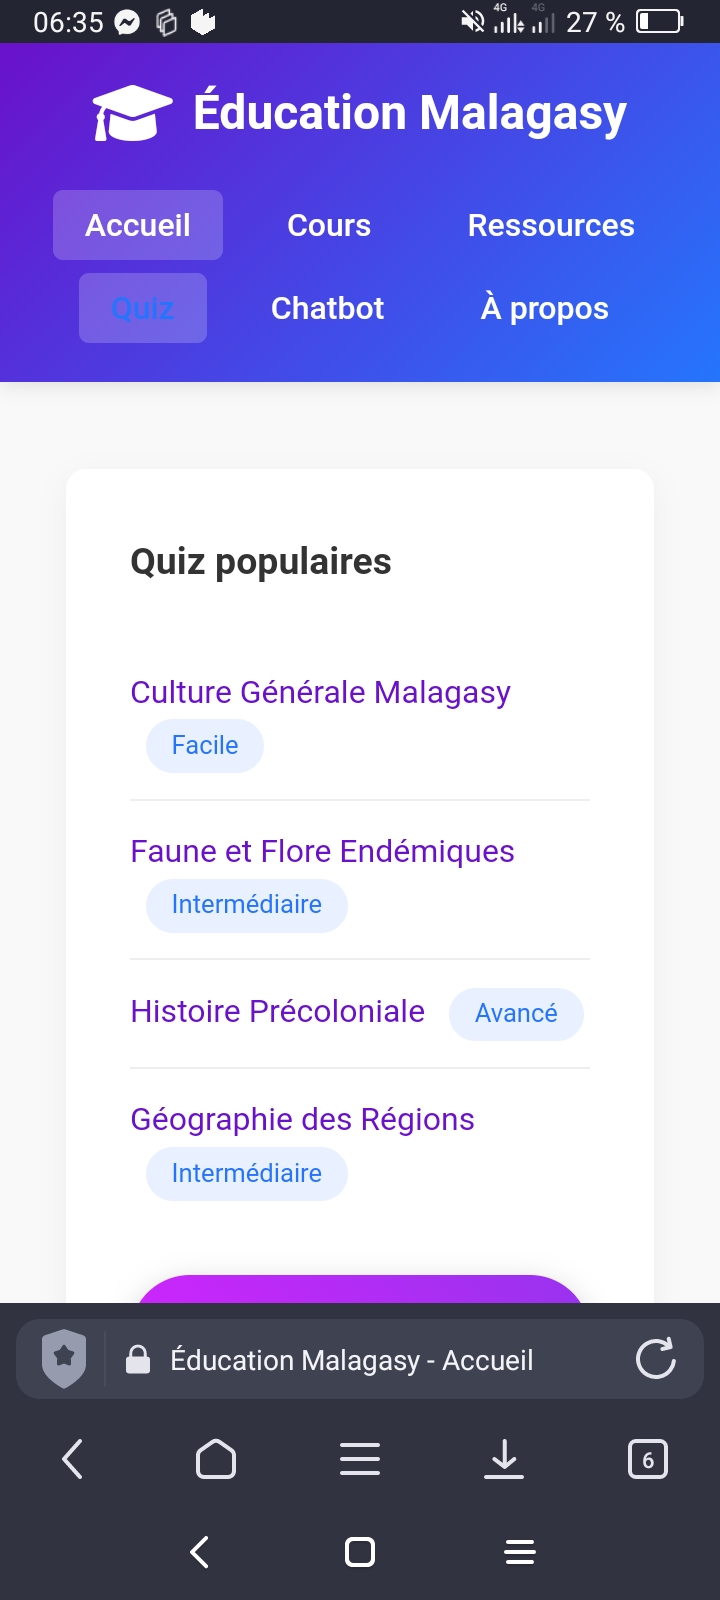 06:35 4G 4G 27 %
Éducation Malagasy
Accueil Cours Ressources
Quiz Chatbot À propos
Quiz populaires
Culture Générale Malagasy
Facile
Faune et Flore Endémiques
Intermédiaire
Histoire Précoloniale Avancé
Géographie des Régions
Intermédiaire
Éducation Malagasy - Accueil
6